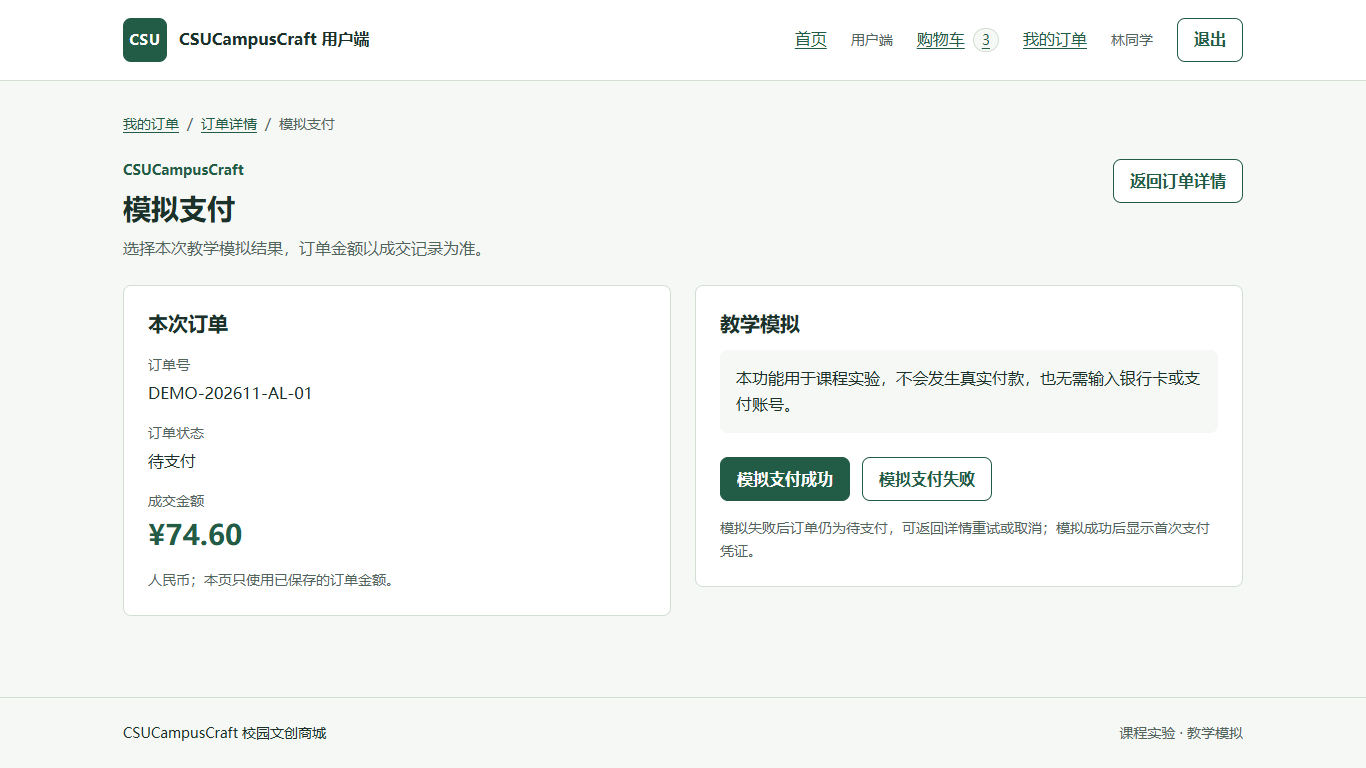 CSU CSUCampusCraft 用户端 首页 用户端 购物车 3 我的订单 林同学 退出
我的订单 / 订单详情 / 模拟支付
CSUCampusCraft
返回订单详情
模拟支付
选择本次教学模拟结果，订单金额以成交记录为准。
本次订单
订单号
DEMO-202611-AL-01
订单状态
待支付
成交金额
¥74.60
人民币；本页只使用已保存的订单金额。
教学模拟
本功能用于课程实验，不会发生真实付款，也无需输入银行卡或支
付账号。
模拟支付成功 模拟支付失败
模拟失败后订单仍为待支付，可返回详情重试或取消；模拟成功后显示首次支付
凭证。
CSUCampusCraft 校园文创商城 课程实验 · 教学模拟